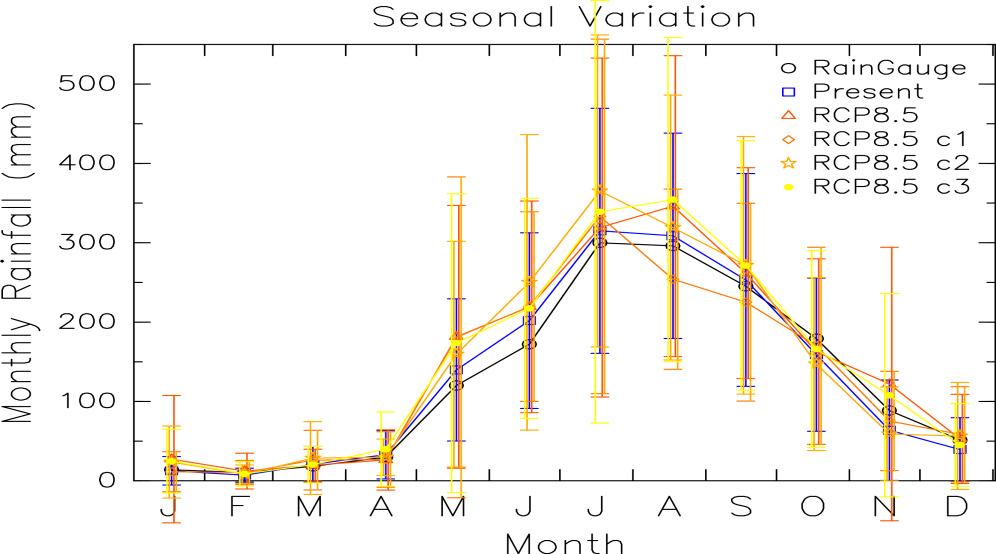 Seasonal Variation
Monthly Rainfall (mm)
500
400
300
200
100
0
RainGauge
Present
RCP8.5
RCP8.5 c1
RCP8.5 c2
RCP8.5 c3
J F M A M J J A S O N D
Month